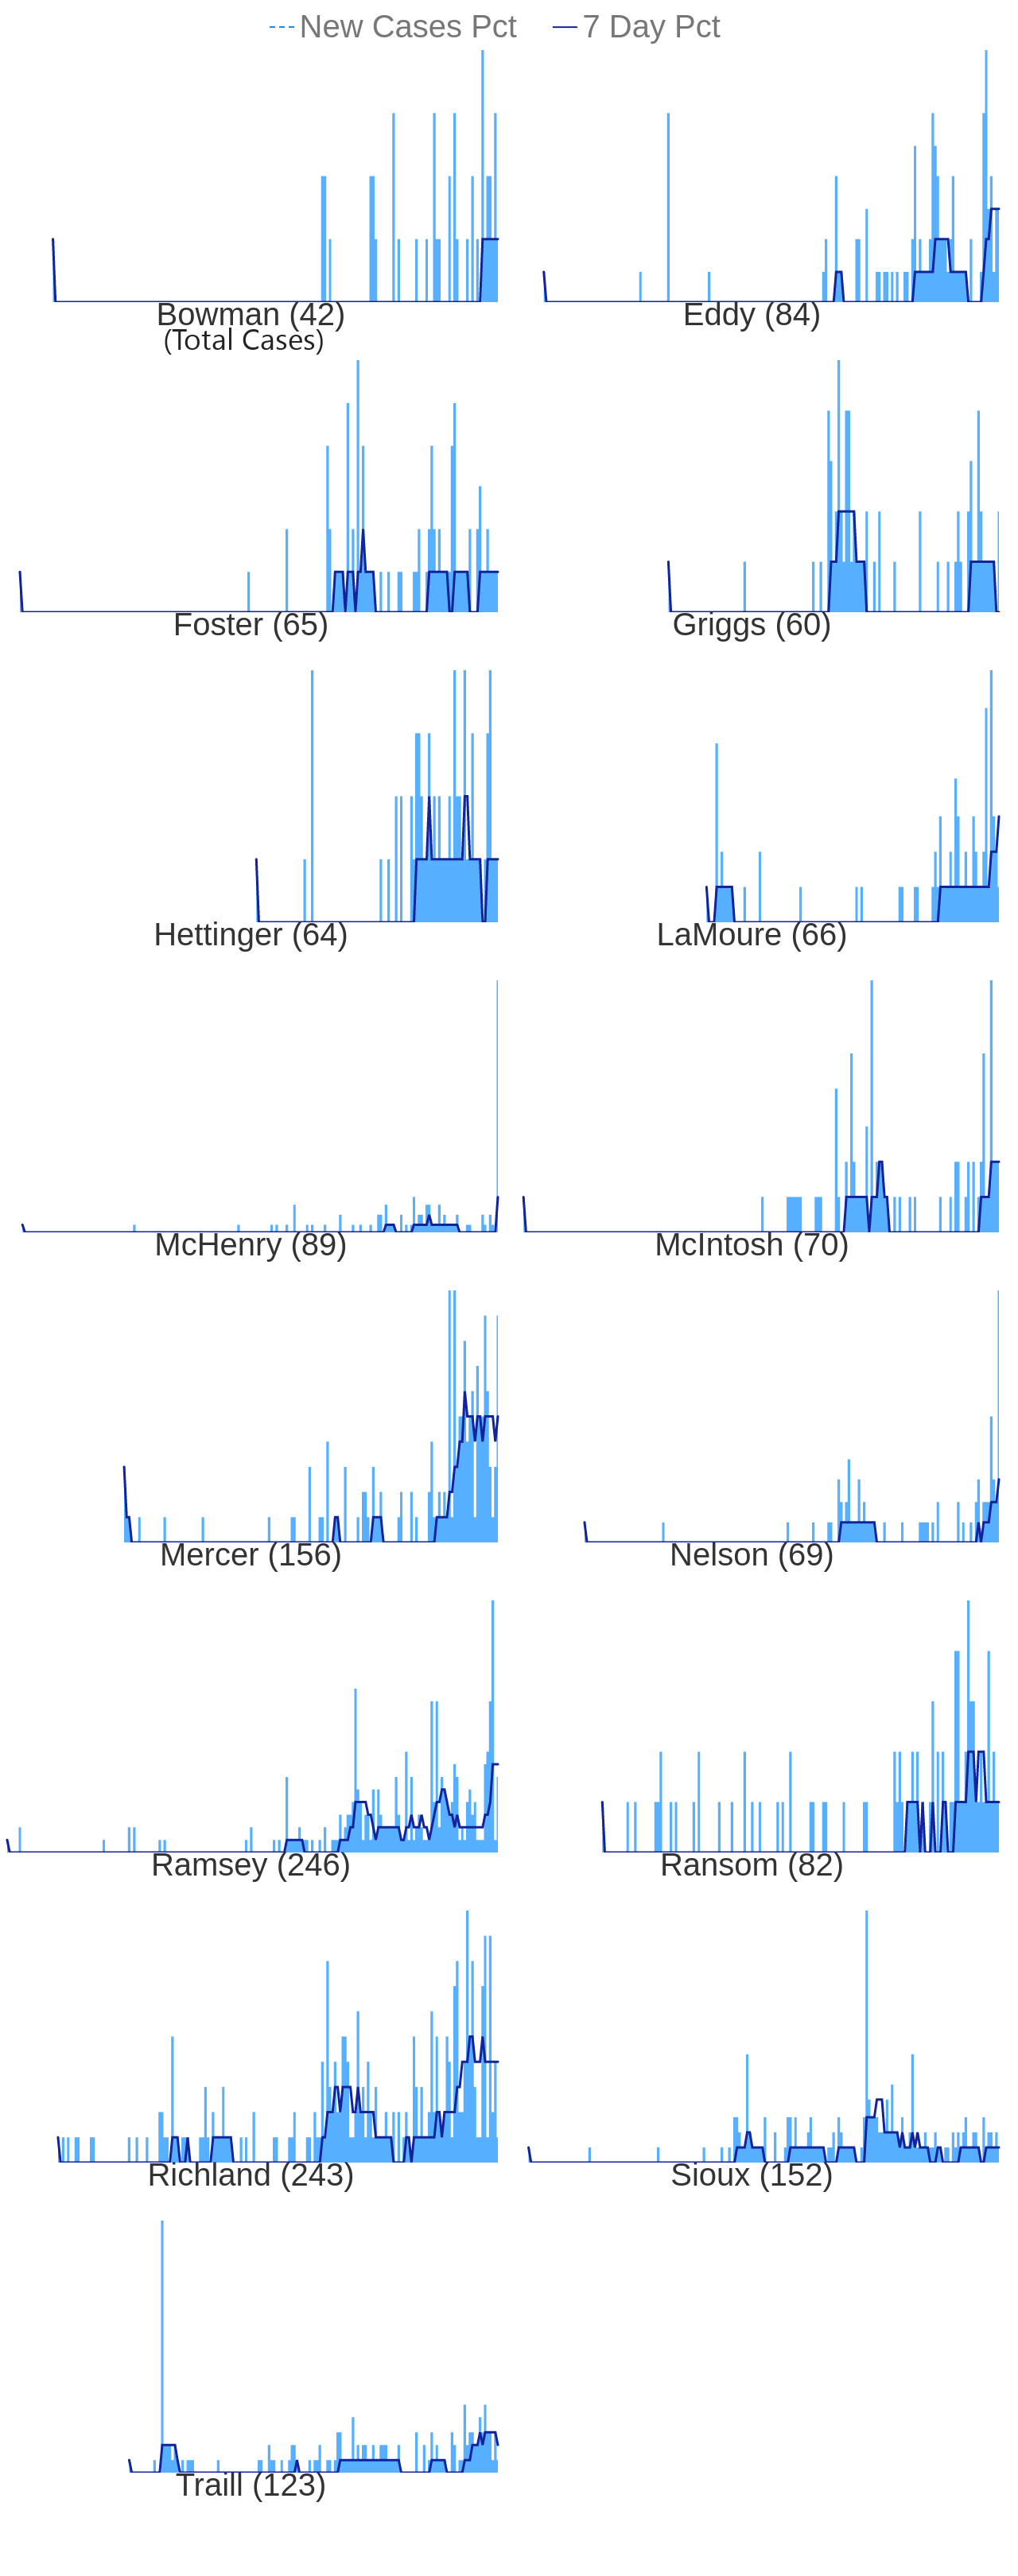 New Cases Pct 7 Day Pct
Bowman (42) Eddy (84)
(Total Cases)
Foster (65) Griggs (60)
Hettinger (64) LaMoure (66)
McHenry (89) McIntosh (70)
Mercer (156) Nelson (69)
Ramsey (246) Ransom (82)
Richland (243) Sioux (152)
Traill (123)